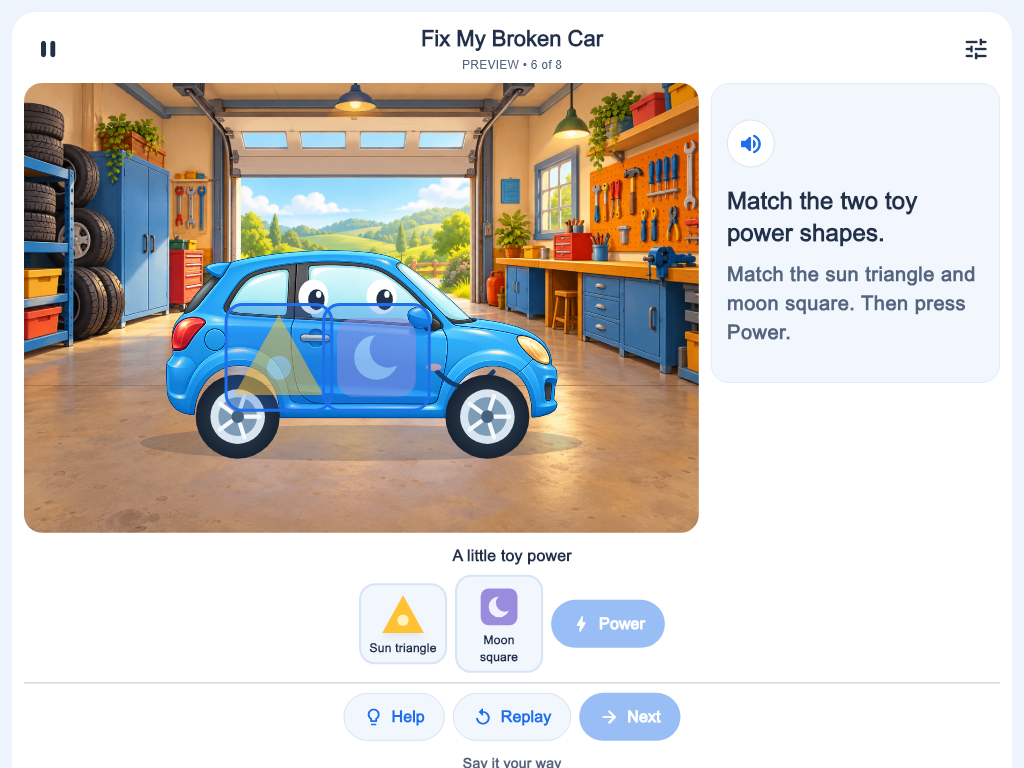 Fix My Broken Car
PREVIEW • 6 of 8
Match the two toy
power shapes.
Match the sun triangle and
moon square. Then press
Power.
A little toy power
Sun triangle
Moon
square
Power
Help
Replay
Next
Say it your way